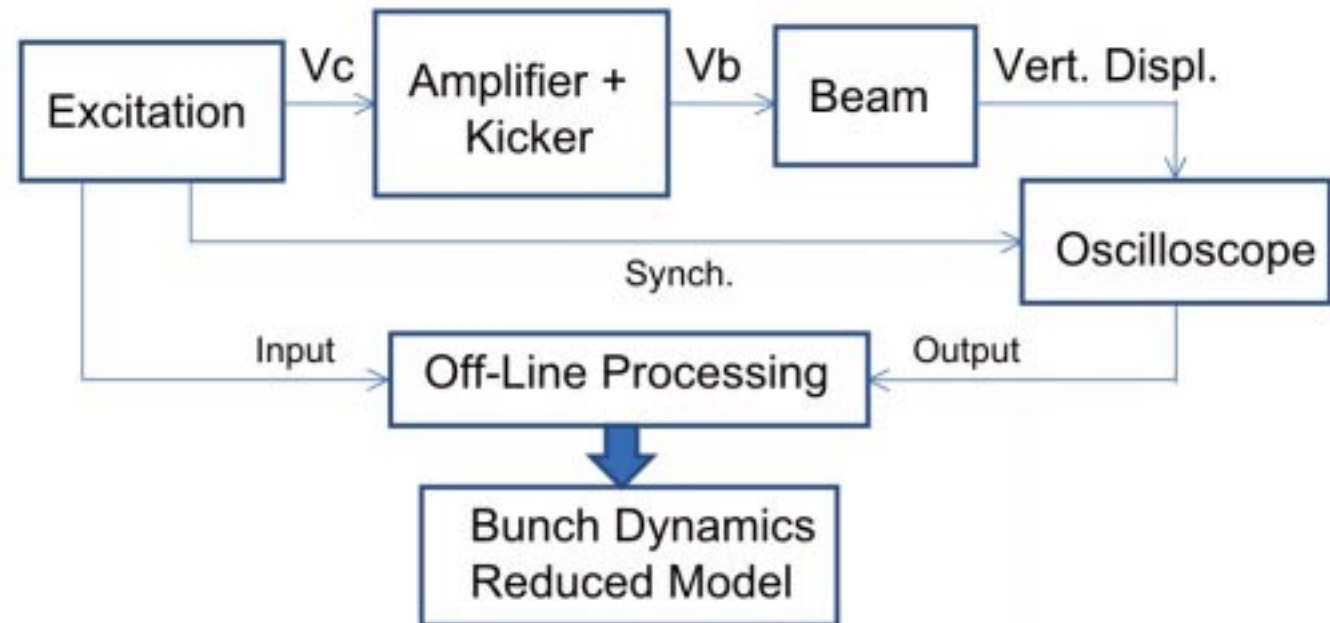 Excitation
Vc
Amplifier +
Kicker
Vb
Beam
Vert. Displ.
Oscilloscope
Synch.
Input
Off-Line Processing
Output
Bunch Dynamics
Reduced Model